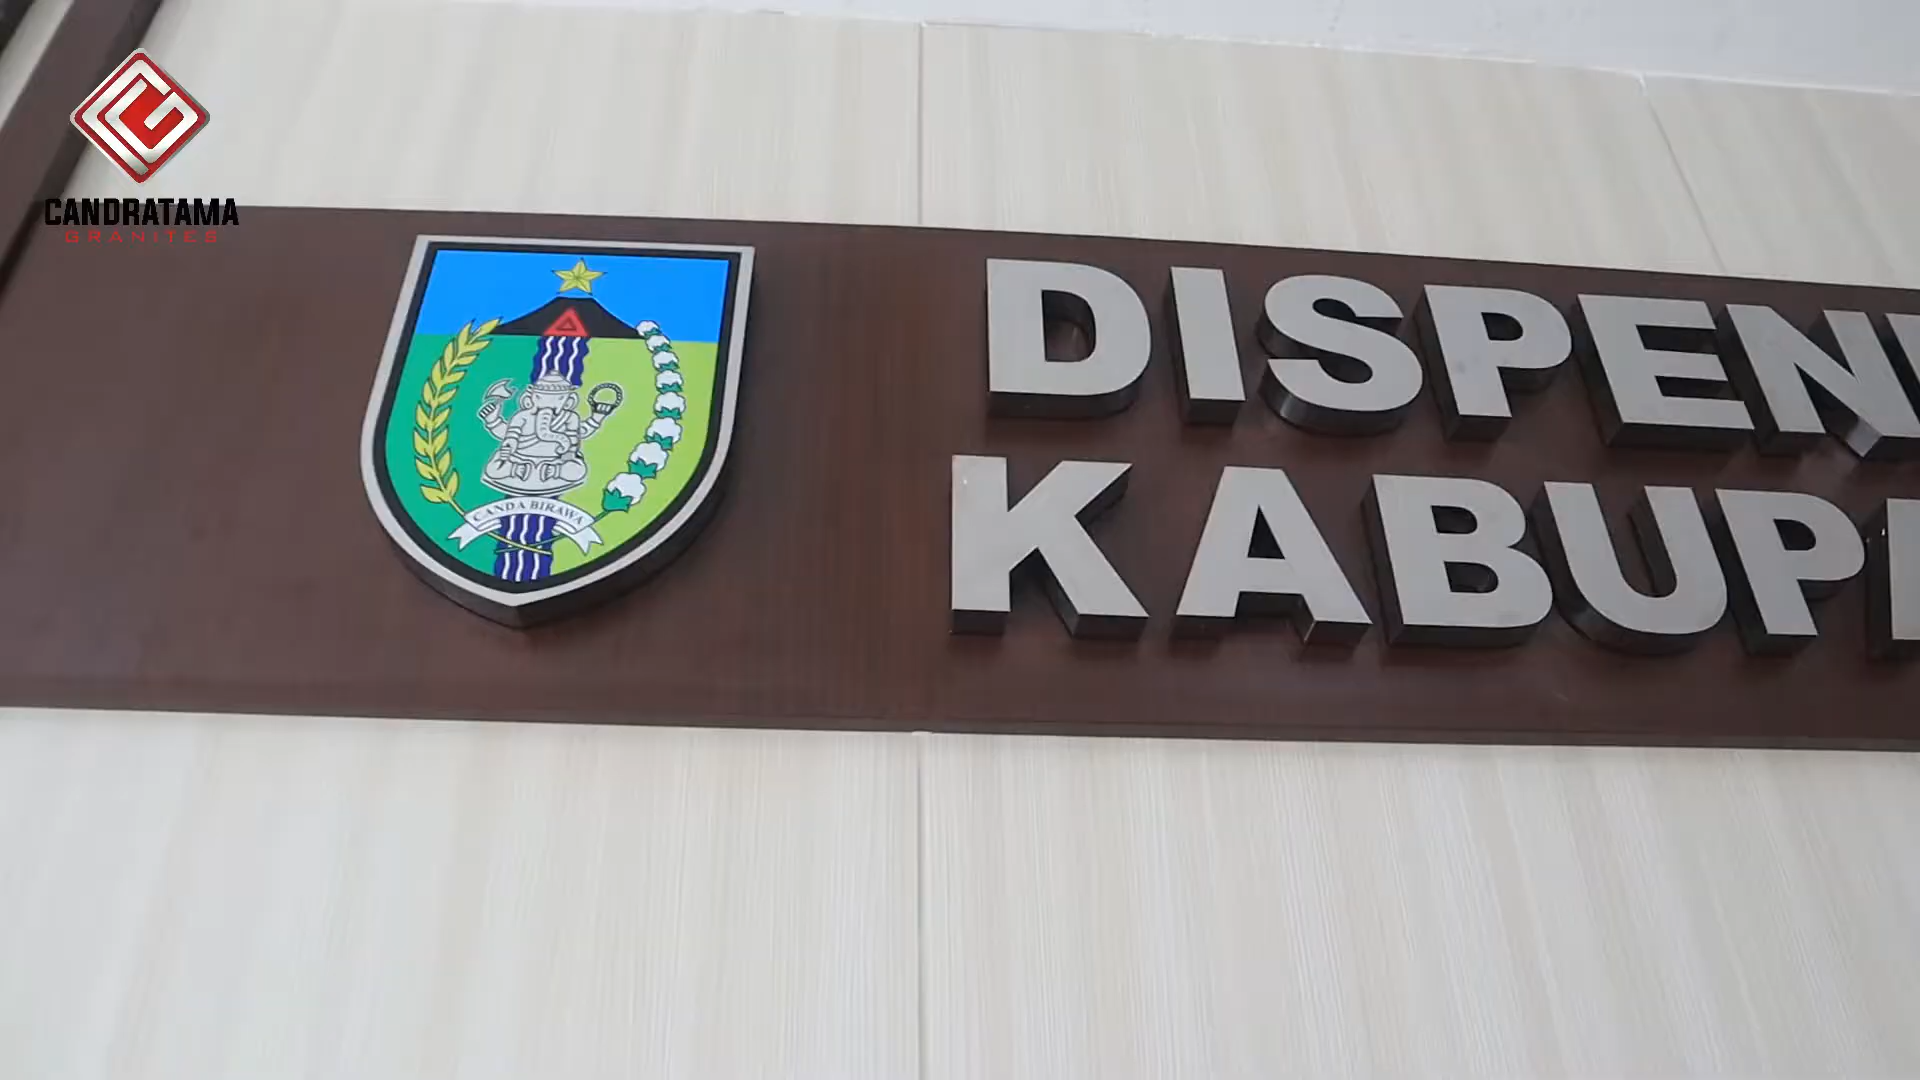 CANDRATAMA
GRANITES
CANDA BIRAWA
DISPEN
KABUP